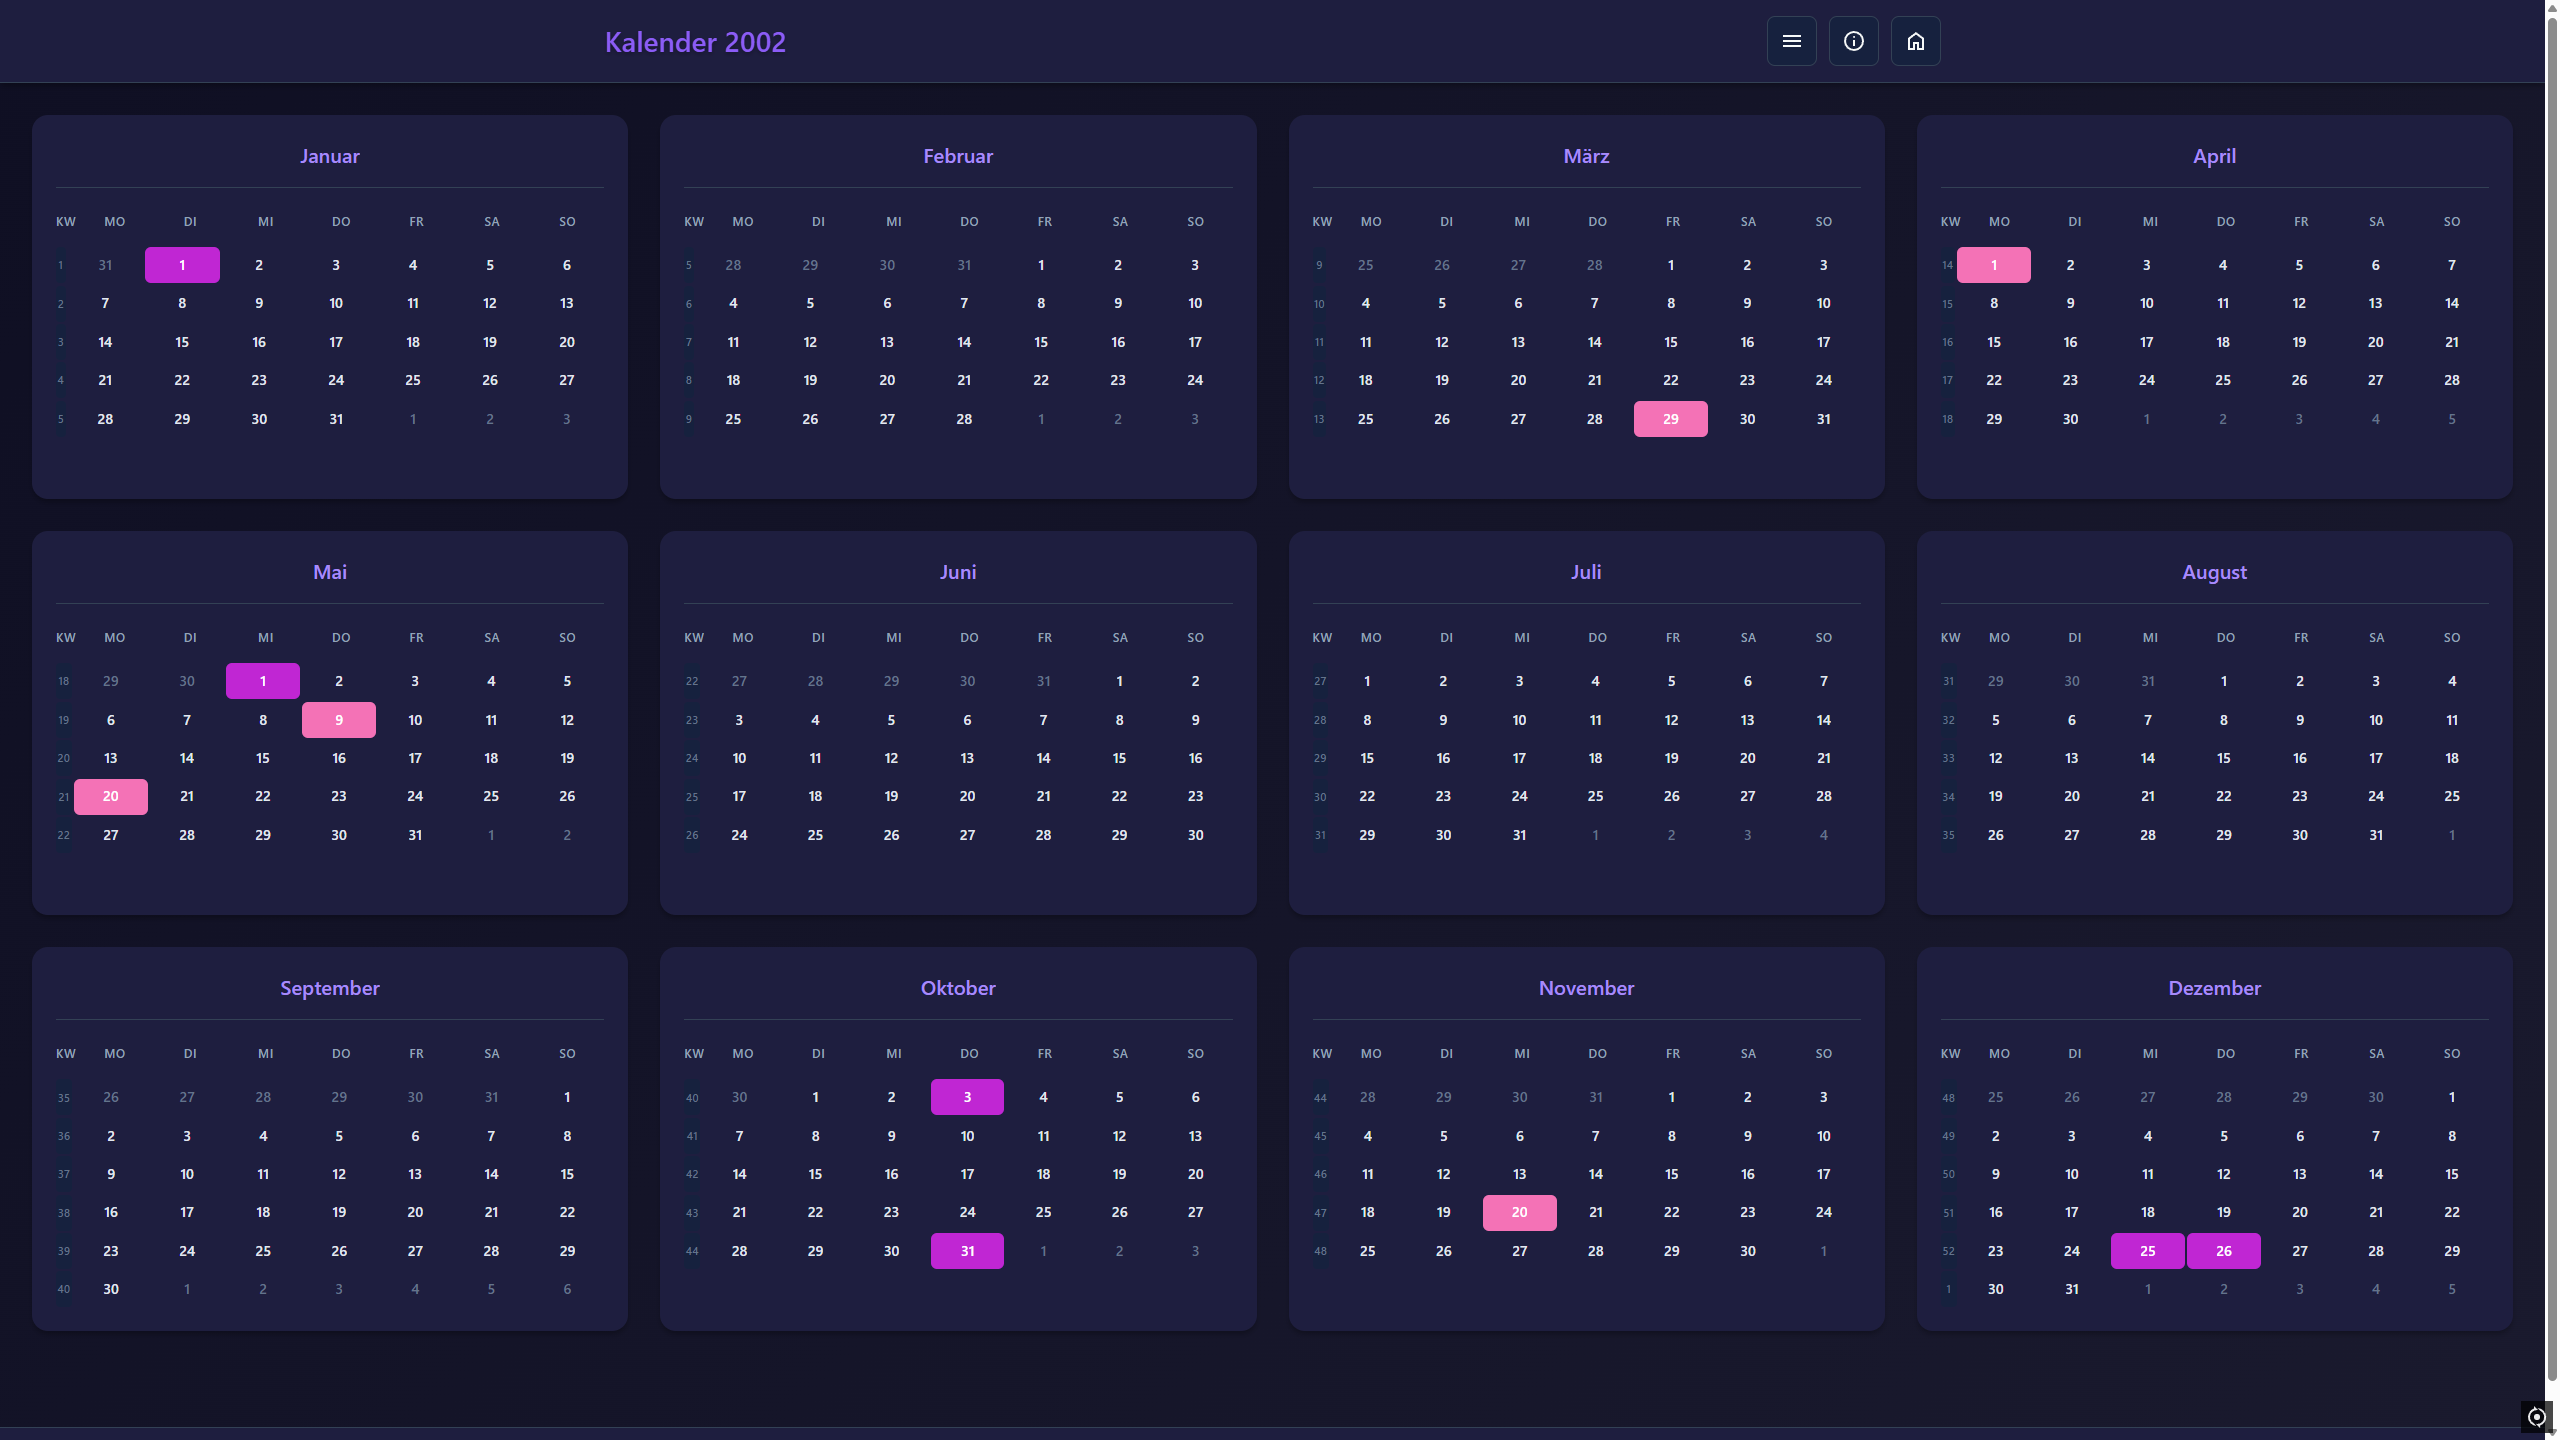 Kalender 2002
Januar
KW MO DI MI DO FR SA SO
1 31 1 2 3 4 5 6
2 7 8 9 10 11 12 13
3 14 15 16 17 18 19 20
4 21 22 23 24 25 26 27
5 28 29 30 31 1 2 3
Februar
KW MO DI MI DO FR SA SO
5 28 29 30 31 1 2 3
6 4 5 6 7 8 9 10
7 11 12 13 14 15 16 17
8 18 19 20 21 22 23 24
9 25 26 27 28 1 2 3
März
KW MO DI MI DO FR SA SO
9 25 26 27 28 1 2 3
10 4 5 6 7 8 9 10
11 11 12 13 14 15 16 17
12 18 19 20 21 22 23 24
13 25 26 27 28 29 30 31
April
KW MO DI MI DO FR SA SO
14 1 2 3 4 5 6 7
15 8 9 10 11 12 13 14
16 15 16 17 18 19 20 21
17 22 23 24 25 26 27 28
18 29 30 1 2 3 4 5
Mai
KW MO DI MI DO FR SA SO
18 29 30 1 2 3 4 5
19 6 7 8 9 10 11 12
20 13 14 15 16 17 18 19
21 20 21 22 23 24 25 26
22 27 28 29 30 31 1 2
Juni
KW MO DI MI DO FR SA SO
22 27 28 29 30 31 1 2
23 3 4 5 6 7 8 9
24 10 11 12 13 14 15 16
25 17 18 19 20 21 22 23
26 24 25 26 27 28 29 30
Juli
KW MO DI MI DO FR SA SO
27 1 2 3 4 5 6 7
28 8 9 10 11 12 13 14
29 15 16 17 18 19 20 21
30 22 23 24 25 26 27 28
31 29 30 31 1 2 3 4
August
KW MO DI MI DO FR SA SO
31 29 30 31 1 2 3 4
32 5 6 7 8 9 10 11
33 12 13 14 15 16 17 18
34 19 20 21 22 23 24 25
35 26 27 28 29 30 31 1
September
KW MO DI MI DO FR SA SO
35 26 27 28 29 30 31 1
36 2 3 4 5 6 7 8
37 9 10 11 12 13 14 15
38 16 17 18 19 20 21 22
39 23 24 25 26 27 28 29
40 30 1 2 3 4 5 6
Oktober
KW MO DI MI DO FR SA SO
40 30 1 2 3 4 5 6
41 7 8 9 10 11 12 13
42 14 15 16 17 18 19 20
43 21 22 23 24 25 26 27
44 28 29 30 31 1 2 3
November
KW MO DI MI DO FR SA SO
44 28 29 30 31 1 2 3
45 4 5 6 7 8 9 10
46 11 12 13 14 15 16 17
47 18 19 20 21 22 23 24
48 25 26 27 28 29 30 1
Dezember
KW MO DI MI DO FR SA SO
48 25 26 27 28 29 30 1
49 2 3 4 5 6 7 8
50 9 10 11 12 13 14 15
51 16 17 18 19 20 21 22
52 23 24 25 26 27 28 29
1 30 31 1 2 3 4 5